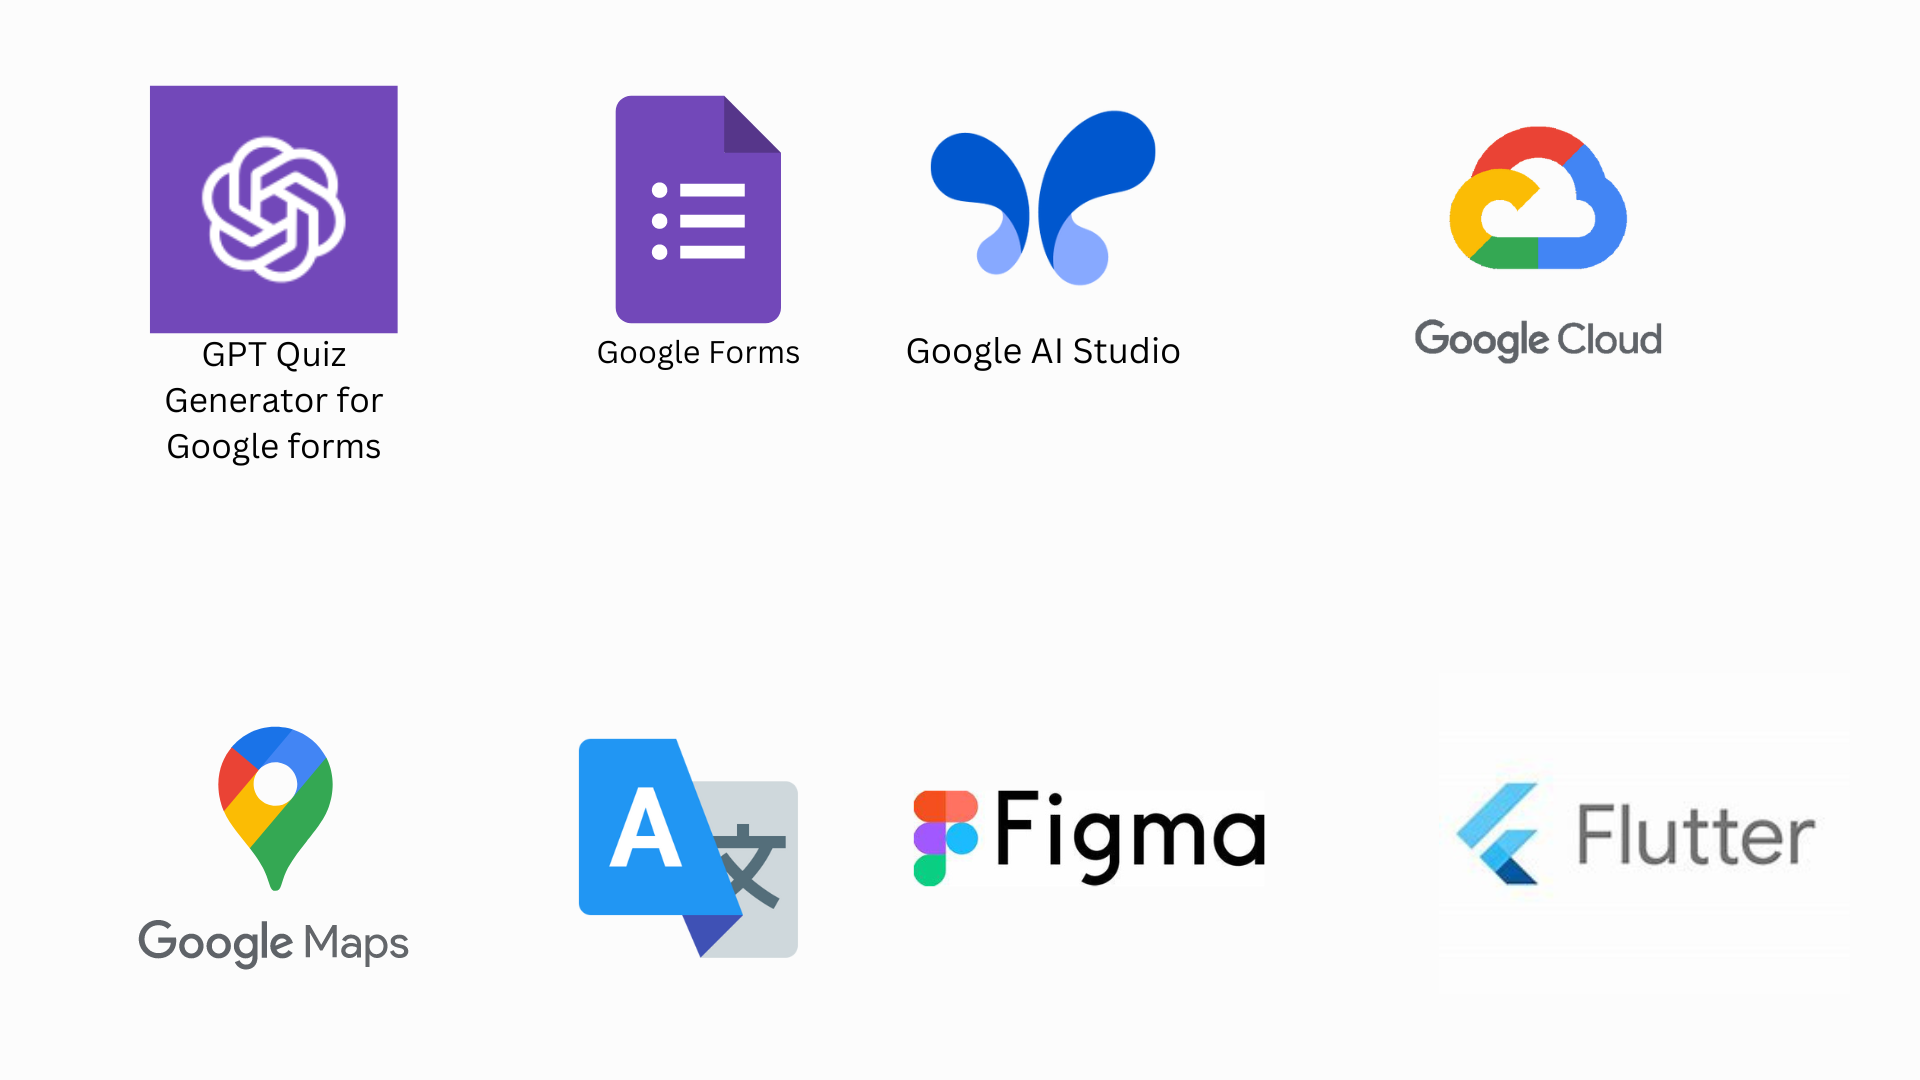 GPT Quiz
Generator for
Google forms
Google Forms
Google AI Studio
Google Cloud
Google Maps
A
文
Figma
Flutter